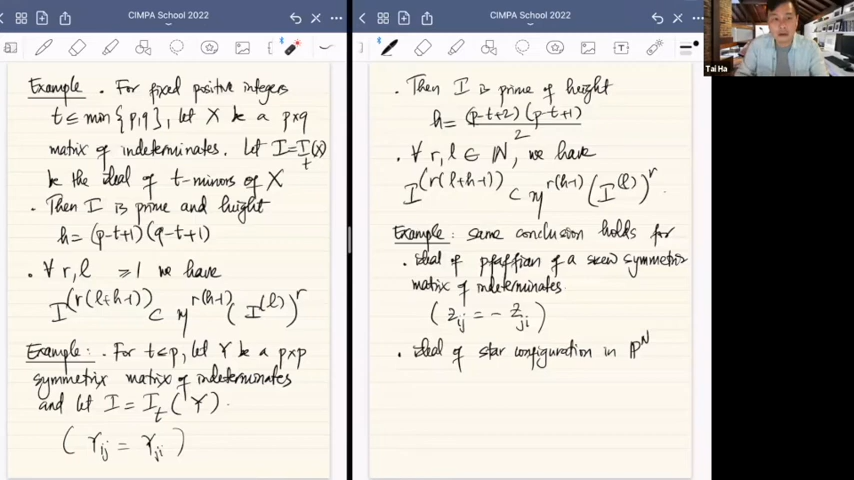 CIMPA School 2022
Example . For fixed positive integers
t ≤ min {p,q}, let X be a p×q
matrix of indeterminates. Let I = I_t(X)
be the ideal of t-minors of X
. Then I is prime and height
h = (p-t+1)(q-t+1)
. ∀ r,l ≥ 1 we have
I^(r(l+h-1)) ⊂ m^r(h-1) (I^(l))^r
Example: . For t≤p, let Y be a p×p
symmetrix matrix of indeterminates
and let I = I_t(Y).
(Y_ij = Y_ji)
CIMPA School 2022
. Then I is prime of height
h = (p-t+2)(p-t+1)
2
. ∀ r,l ∈ N, we have
I^(r(l+h-1)) ⊂ m^r(h-1) (I^(l))^r.
Example: same conclusion holds for
. ideal of pfaffian of a skew symmetrix
matrix of indeterminates
(z_ij = - z_ji)
. ideal of star configuration in P^N
Tai Ha